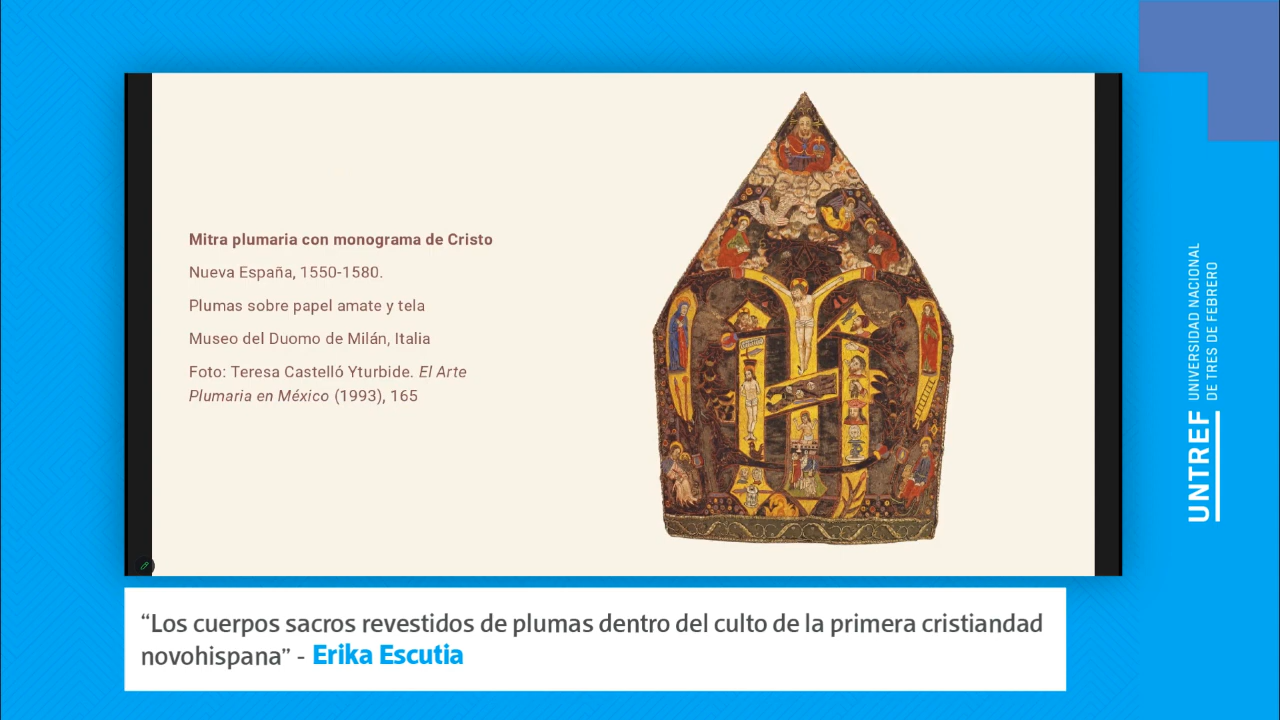 Mitra plumaria con monograma de Cristo
Nueva España, 1550-1580.
Plumas sobre papel amate y tela
Museo del Duomo de Milán, Italia
Foto: Teresa Castelló Yturbide. El Arte
Plumaria en México (1993), 165
“Los cuerpos sacros revestidos de plumas dentro del culto de la primera cristiandad
novohispana” - Erika Escutia
UNTREF
UNIVERSIDAD NACIONAL
DE TRES DE FEBRERO